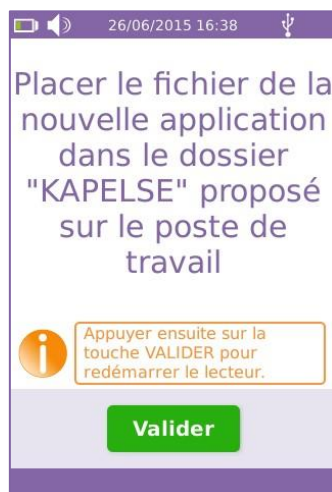 26/06/2015 16:38
Placer le fichier de la
nouvelle application
dans le dossier
"KAPELSE" proposé
sur le poste de
travail
Appuyer ensuite sur la
touche VALIDER pour
redémarrer le lecteur.
Valider